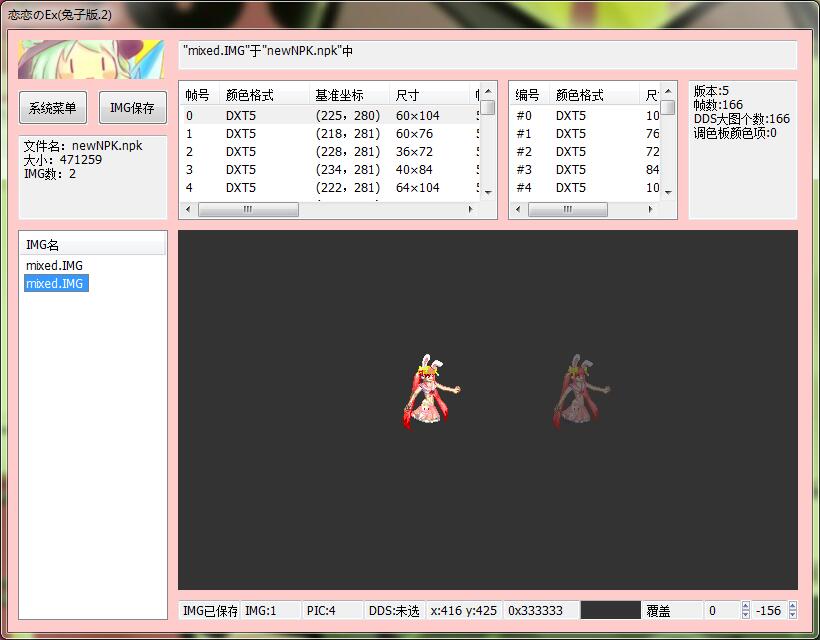 恋恋のEx(兔子版.2)
"mixed.IMG"于"newNPK.npk"中
系统菜单
IMG保存
文件名：newNPK.npk
大小：471259
IMG数：2
帧号 颜色格式 基准坐标 尺寸
0 DXT5 (225，280) 60×104
1 DXT5 (218，281) 60×76
2 DXT5 (228，281) 36×72
3 DXT5 (234，281) 40×84
4 DXT5 (222，281) 64×104
编号 颜色格式 尺
#0 DXT5 10
#1 DXT5 76
#2 DXT5 72
#3 DXT5 84
#4 DXT5 10
版本:5
帧数:166
DDS大图个数:166
调色板颜色项:0
IMG名
mixed.IMG
mixed.IMG
IMG已保存 IMG:1 PIC:4 DDS:未选 x:416 y:425 0x333333 覆盖 0 -156